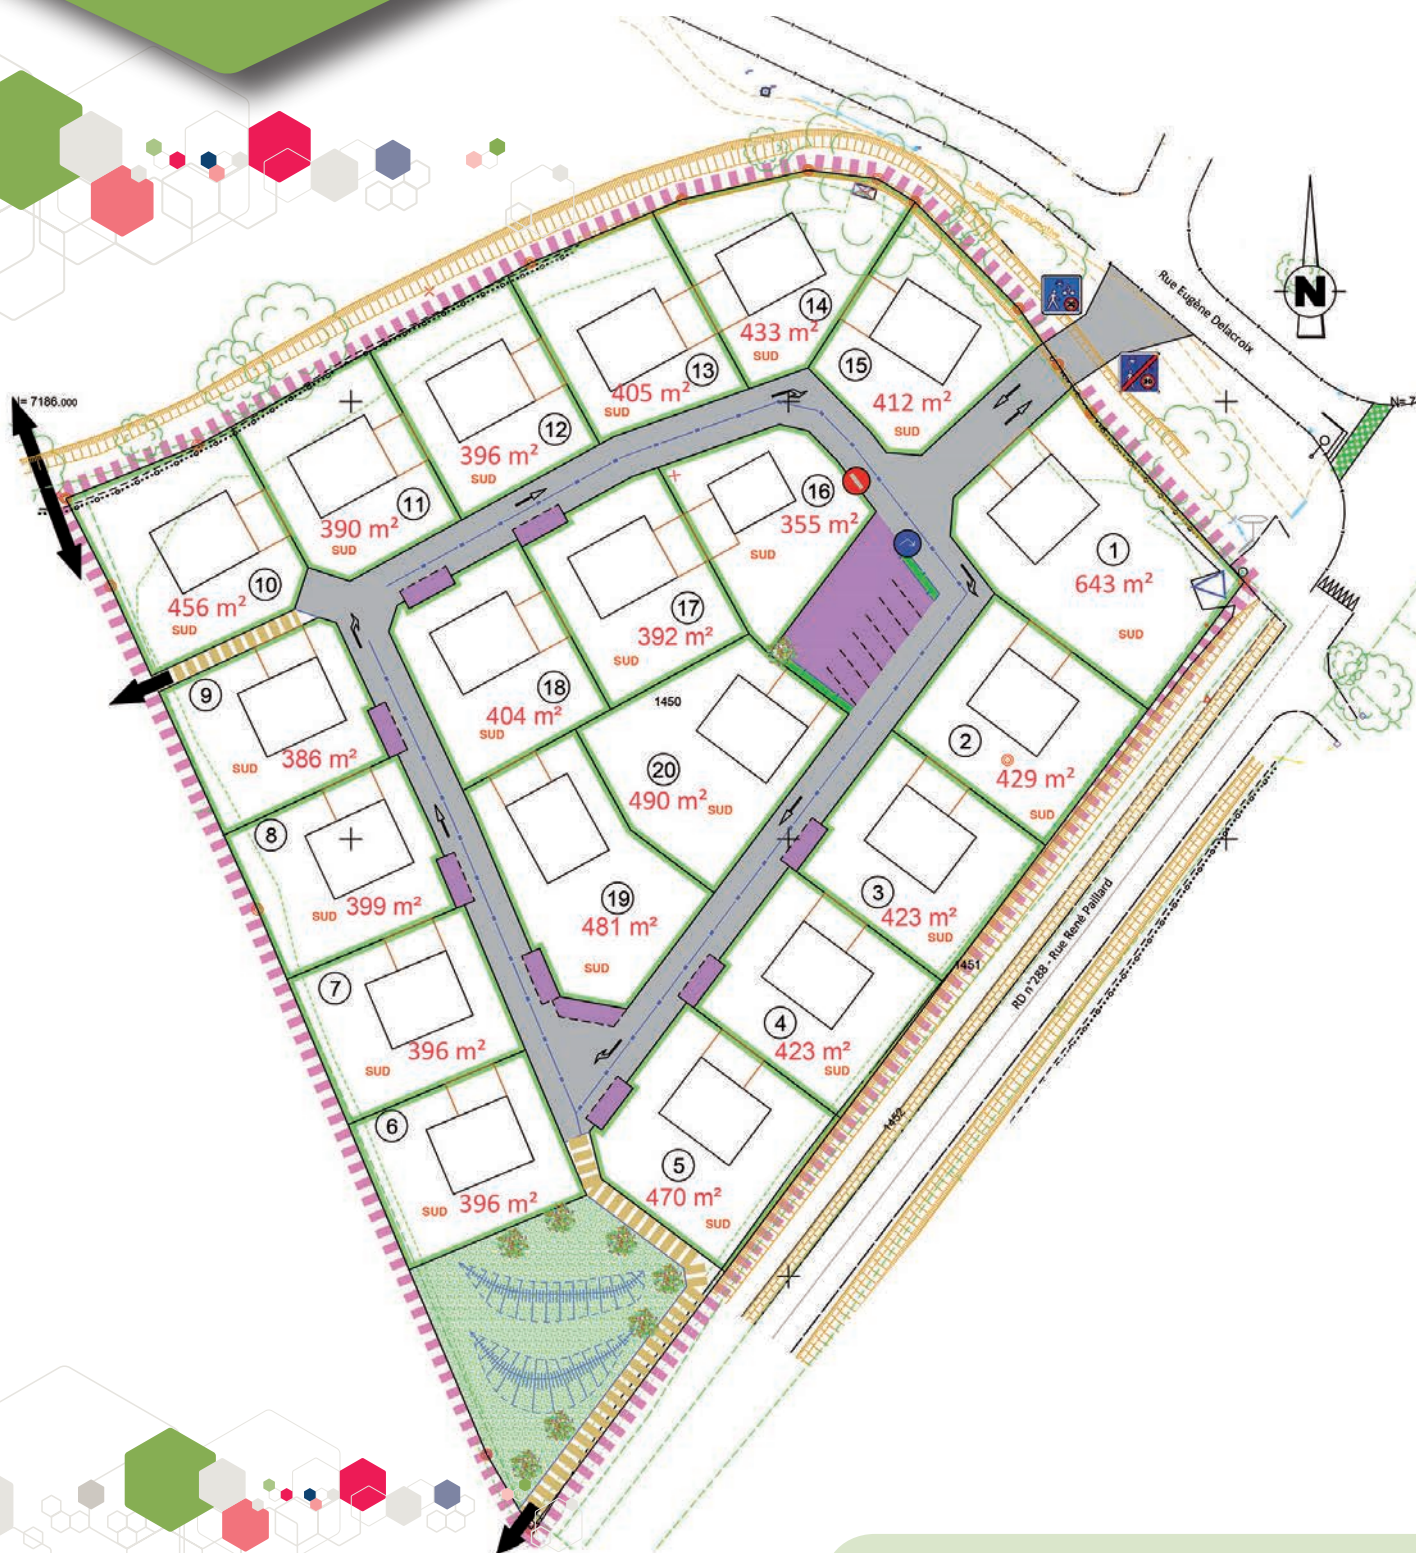 Rue Eugène Delacroix
N
N= 7186.000
N= 7
14
433 m²
SUD
13
405 m²
SUD
15
412 m²
SUD
12
396 m²
SUD
11
390 m²
SUD
16
355 m²
SUD
10
456 m²
SUD
1
643 m²
SUD
17
392 m²
SUD
9
386 m²
SUD
18
404 m²
SUD
1450
2
429 m²
SUD
20
490 m²
SUD
8
399 m²
SUD
19
481 m²
SUD
3
423 m²
SUD
1451
RD n°288 - Rue René Paillard
7
396 m²
SUD
4
423 m²
SUD
1452
6
396 m²
SUD
5
470 m²
SUD